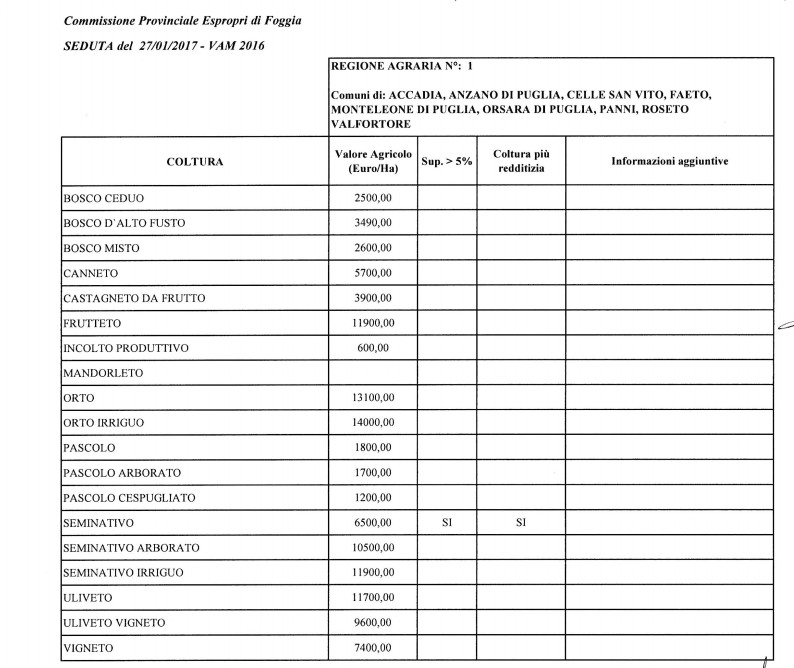 Commissione Provinciale Espropri di Foggia
SEDUTA del 27/01/2017 - VAM 2016
REGIONE AGRARIA N°: 1
Comuni di: ACCADIA, ANZANO DI PUGLIA, CELLE SAN VITO, FAETO,
MONTELEONE DI PUGLIA, ORSARA DI PUGLIA, PANNI, ROSETO
VALFORTORE
COLTURA Valore Agricolo (Euro/Ha) Sup. > 5% Coltura più redditizia Informazioni aggiuntive
BOSCO CEDUO 2500,00
BOSCO D'ALTO FUSTO 3490,00
BOSCO MISTO 2600,00
CANNETO 5700,00
CASTAGNETO DA FRUTTO 3900,00
FRUTTETO 11900,00
INCOLTO PRODUTTIVO 600,00
MANDORLETO
ORTO 13100,00
ORTO IRRIGUO 14000,00
PASCOLO 1800,00
PASCOLO ARBORATO 1700,00
PASCOLO CESPUGLIATO 1200,00
SEMINATIVO 6500,00 SI SI
SEMINATIVO ARBORATO 10500,00
SEMINATIVO IRRIGUO 11900,00
ULIVETO 11700,00
ULIVETO VIGNETO 9600,00
VIGNETO 7400,00